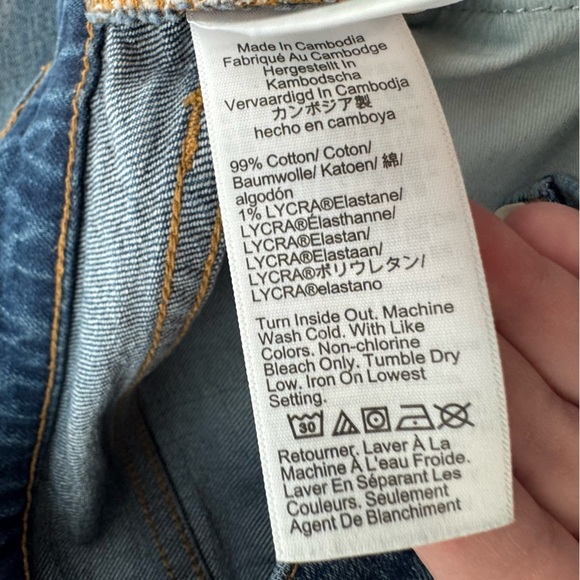 Made In Cambodia
Fabriqué Au Cambodge
Hergestellt In
Kambodscha
Vervaardigd In Cambodja
カンボジア製
hecho en camboya
99% Cotton/ Coton/
Baumwolle/ Katoen/ 綿/
algodón
1% LYCRA®Elastane/
LYCRA®Élasthanne/
LYCRA®Elastan/
LYCRA®Elastaan/
LYCRA®ポリウレタン/
LYCRA®elastano
Turn Inside Out. Machine
Wash Cold. With Like
Colors. Non-chlorine
Bleach Only. Tumble Dry
Low. Iron On Lowest
Setting.
30
Retourner. Laver À La
Machine À L'eau Froide.
Laver En Séparant Les
Couleurs. Seulement
Agent De Blanchiment